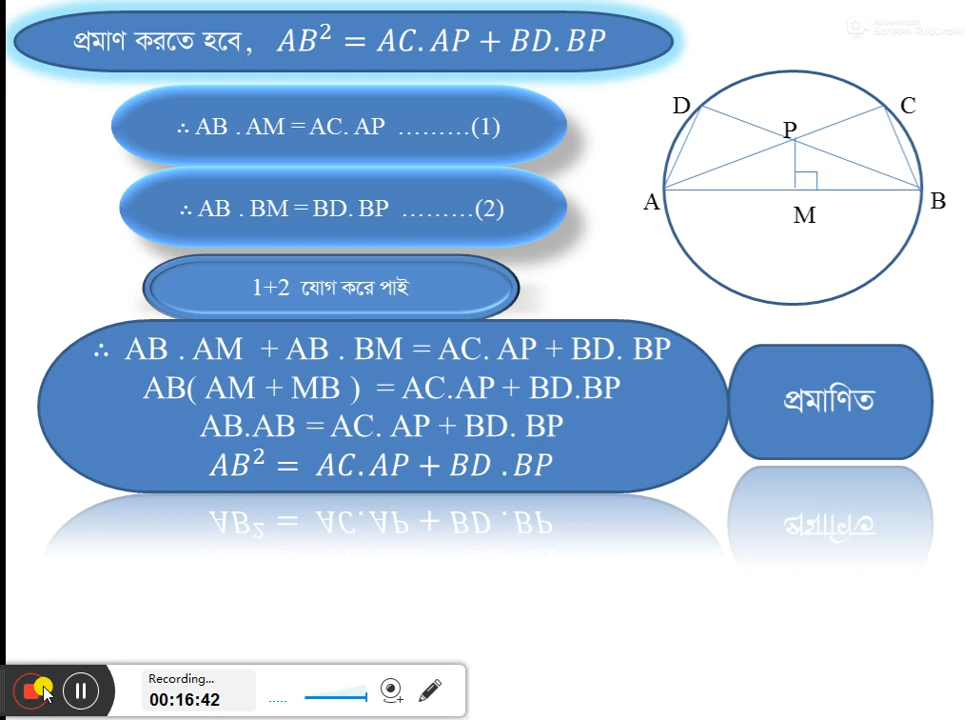 প্রমাণ করতে হবে, AB² = AC.AP + BD.BP
∴ AB . AM = AC. AP ………(1)
∴ AB . BM = BD. BP ………(2)
1+2 যোগ করে পাই
∴ AB . AM + AB . BM = AC. AP + BD. BP
AB( AM + MB ) = AC.AP + BD.BP
AB.AB = AC. AP + BD. BP
AB² = AC.AP + BD .BP
প্রমাণিত
D
C
P
A
B
M
Screen Recorder
Recording...
00:16:42